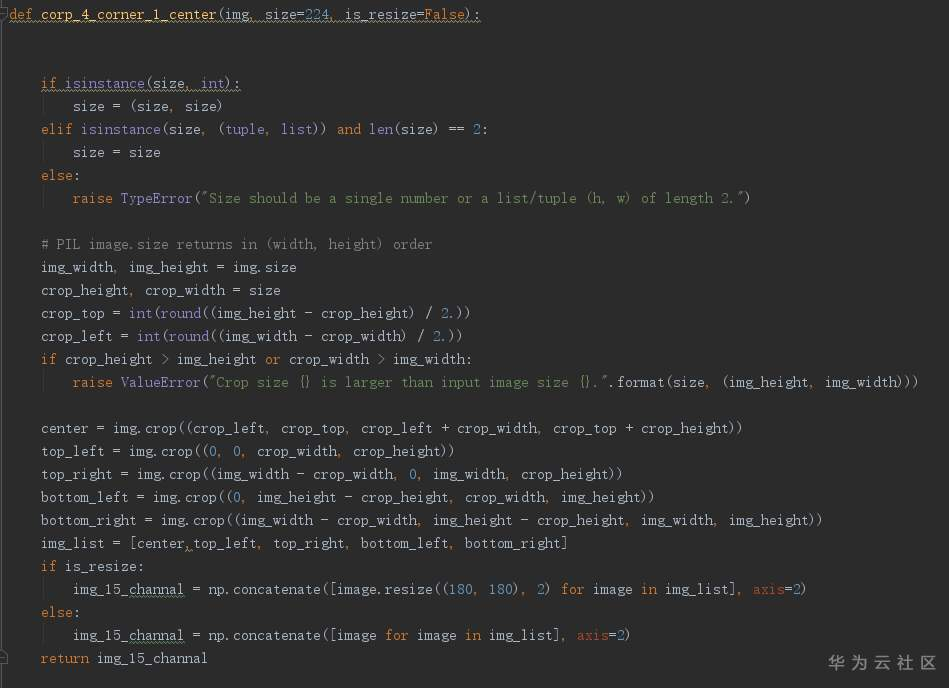 def corp_4_corner_1_center(img, size=224, is_resize=False):
    if isinstance(size, int):
        size = (size, size)
    elif isinstance(size, (tuple, list)) and len(size) == 2:
        size = size
    else:
        raise TypeError("Size should be a single number or a list/tuple (h, w) of length 2.")
    # PIL image.size returns in (width, height) order
    img_width, img_height = img.size
    crop_height, crop_width = size
    crop_top = int(round((img_height - crop_height) / 2.))
    crop_left = int(round((img_width - crop_width) / 2.))
    if crop_height > img_height or crop_width > img_width:
        raise ValueError("Crop size {} is larger than input image size {}.".format(size, (img_height, img_width)))
    center = img.crop((crop_left, crop_top, crop_left + crop_width, crop_top + crop_height))
    top_left = img.crop((0, 0, crop_width, crop_height))
    top_right = img.crop((img_width - crop_width, 0, img_width, crop_height))
    bottom_left = img.crop((0, img_height - crop_height, crop_width, img_height))
    bottom_right = img.crop((img_width - crop_width, img_height - crop_height, img_width, img_height))
    img_list = [center,top_left, top_right, bottom_left, bottom_right]
    if is_resize:
        img_15_channal = np.concatenate([image.resize((180, 180), 2) for image in img_list], axis=2)
    else:
        img_15_channal = np.concatenate([image for image in img_list], axis=2)
    return img_15_channal
华为云社区